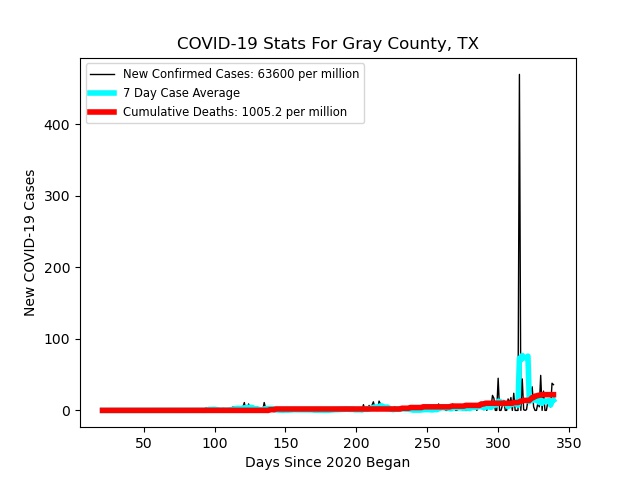 COVID-19 Stats For Gray County, TX
New Confirmed Cases: 63600 per million
7 Day Case Average
Cumulative Deaths: 1005.2 per million
New COVID-19 Cases
400
300
200
100
0
50
100
150
200
250
300
350
Days Since 2020 Began